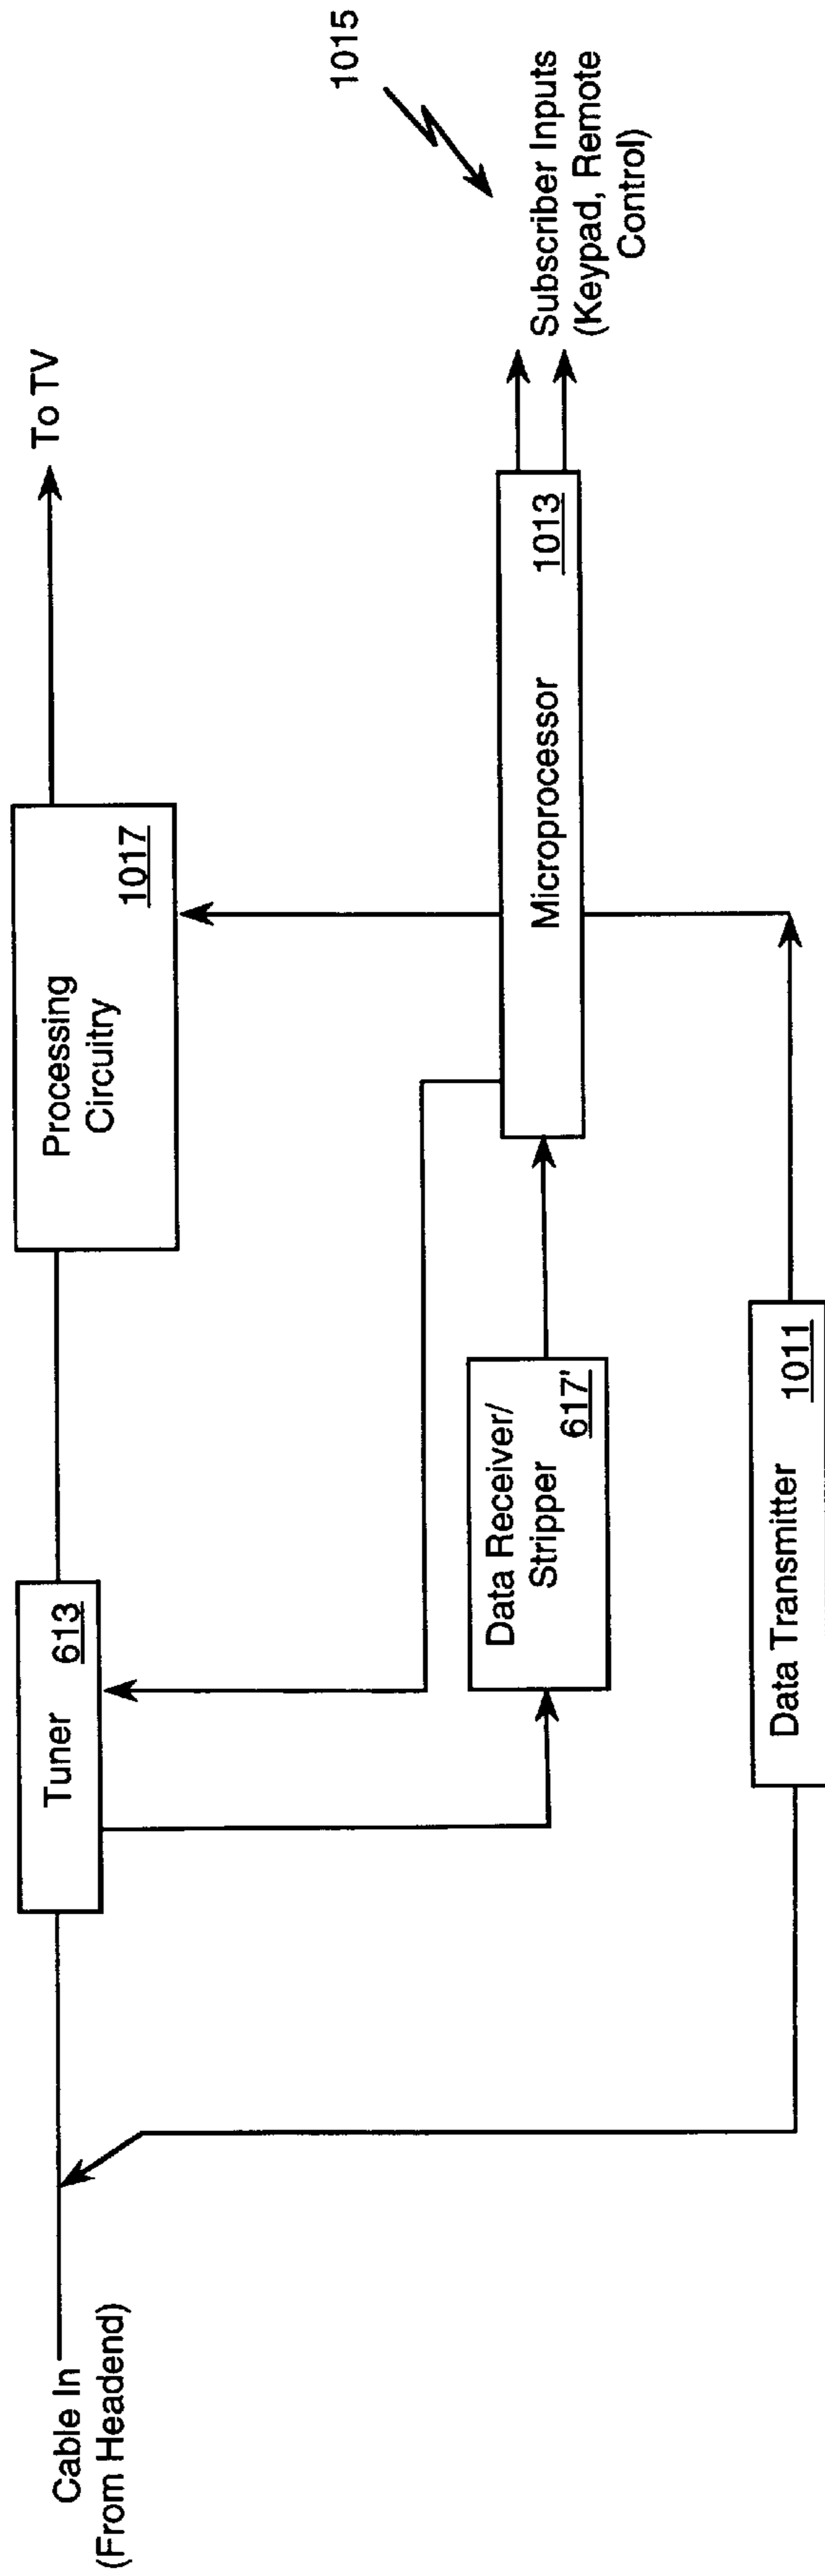 Cable In
(From Headend)
Tuner 613
Processing
Circuitry
1017
To TV
1015
Data Receiver/
Stripper 617'
Microprocessor 1013
Subscriber Inputs
(Keypad, Remote
Control)
Data Transmitter 1011